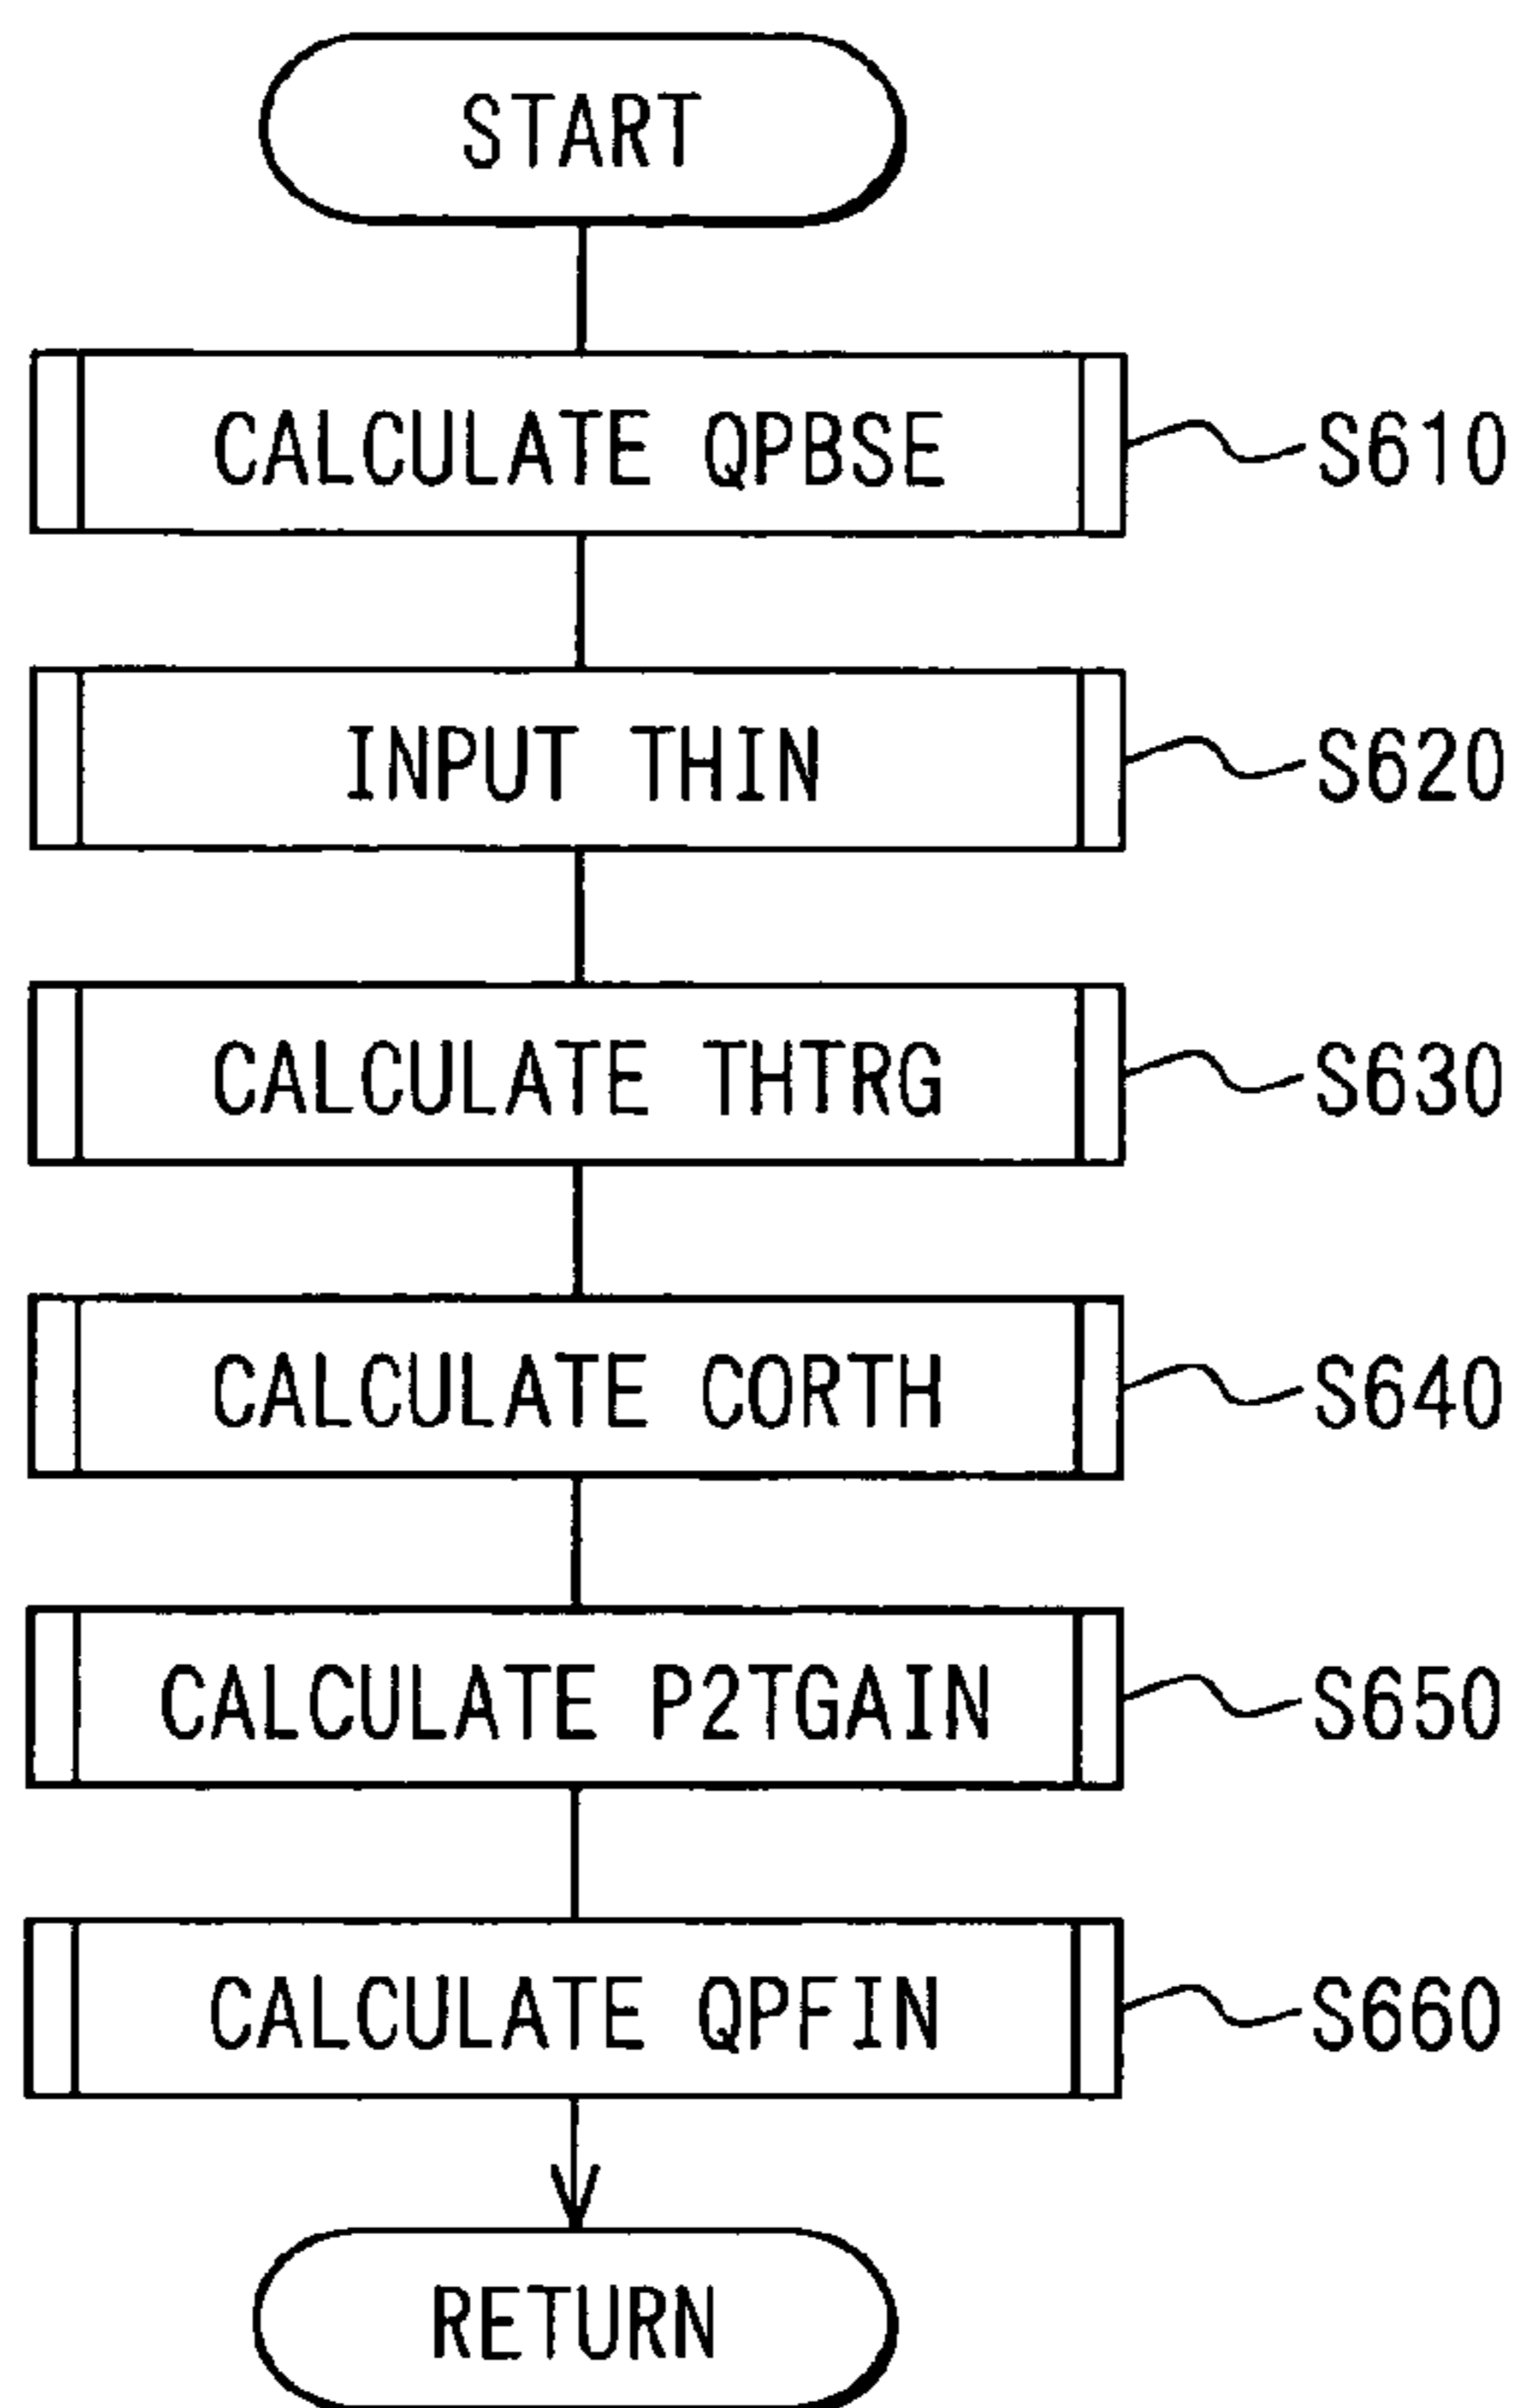 START
CALCULATE QPBSE S610
INPUT THIN S620
CALCULATE THTRG S630
CALCULATE CORTH S640
CALCULATE P2TGAIN S650
CALCULATE QPFIN S660
RETURN